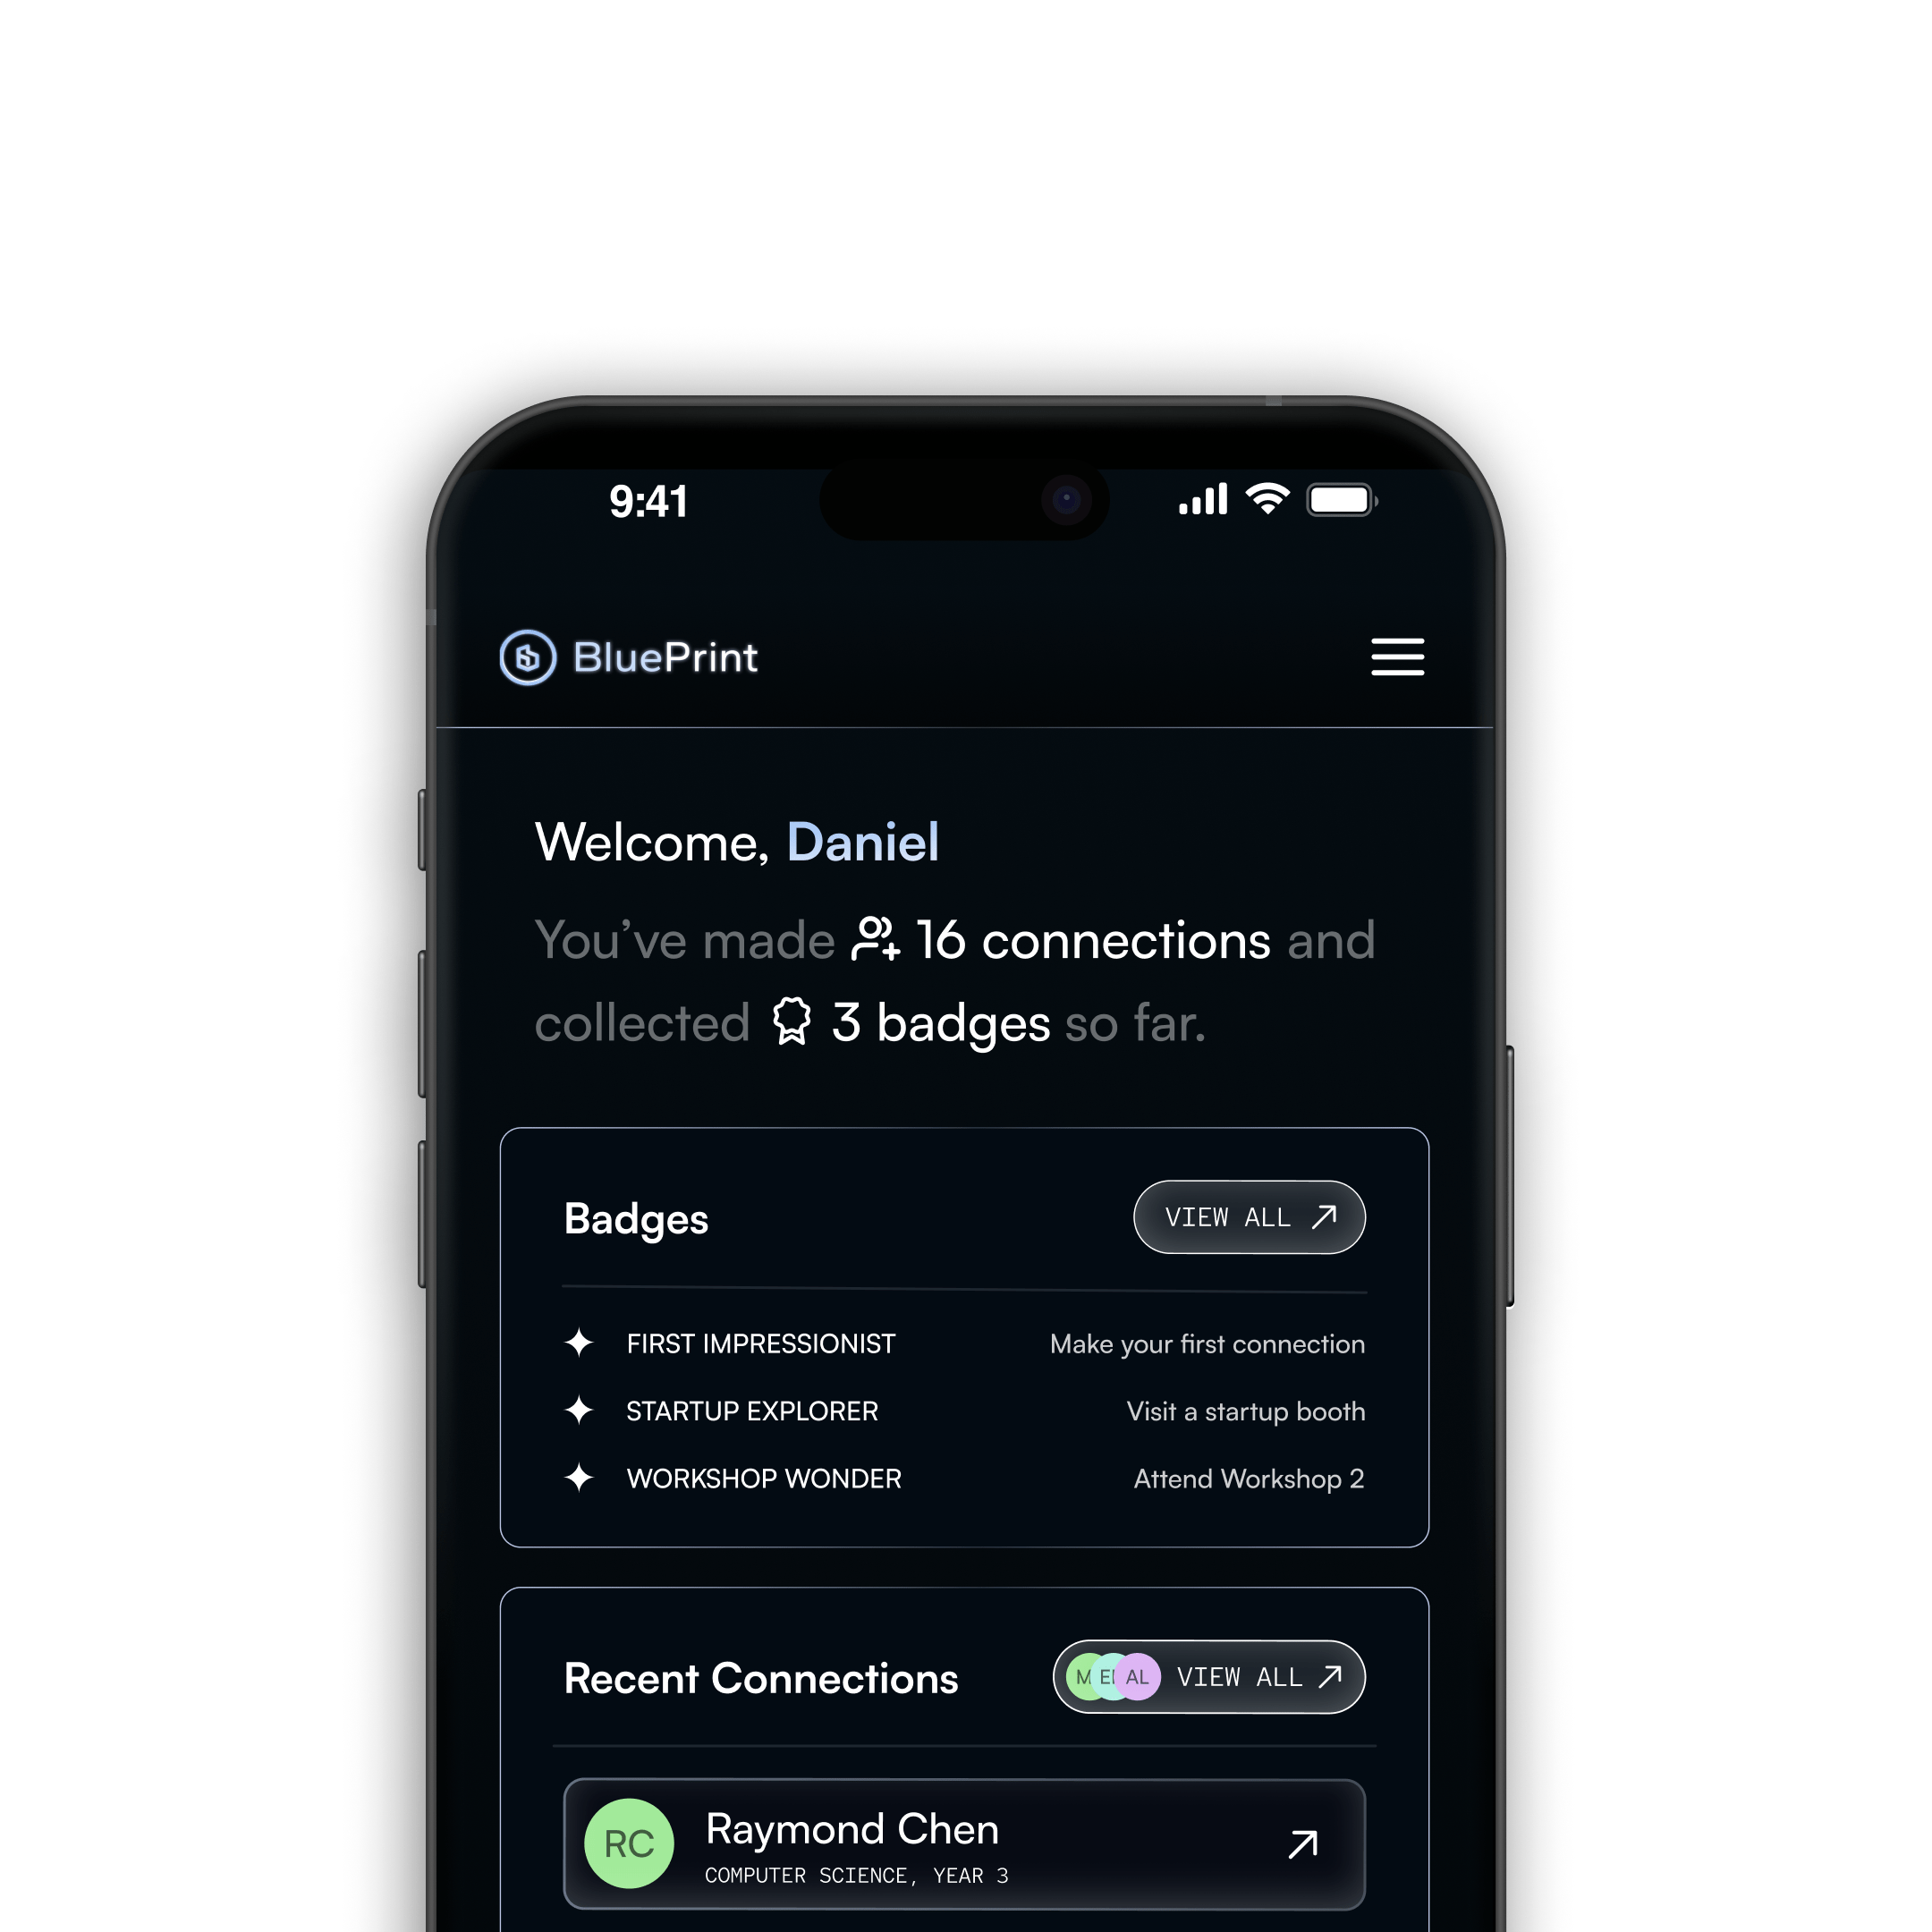 9:41
BluePrint
Welcome, Daniel
You’ve made 16 connections and
collected 3 badges so far.
Badges
VIEW ALL
FIRST IMPRESSIONIST Make your first connection
STARTUP EXPLORER Visit a startup booth
WORKSHOP WONDER Attend Workshop 2
Recent Connections
AL VIEW ALL
RC
Raymond Chen
COMPUTER SCIENCE, YEAR 3